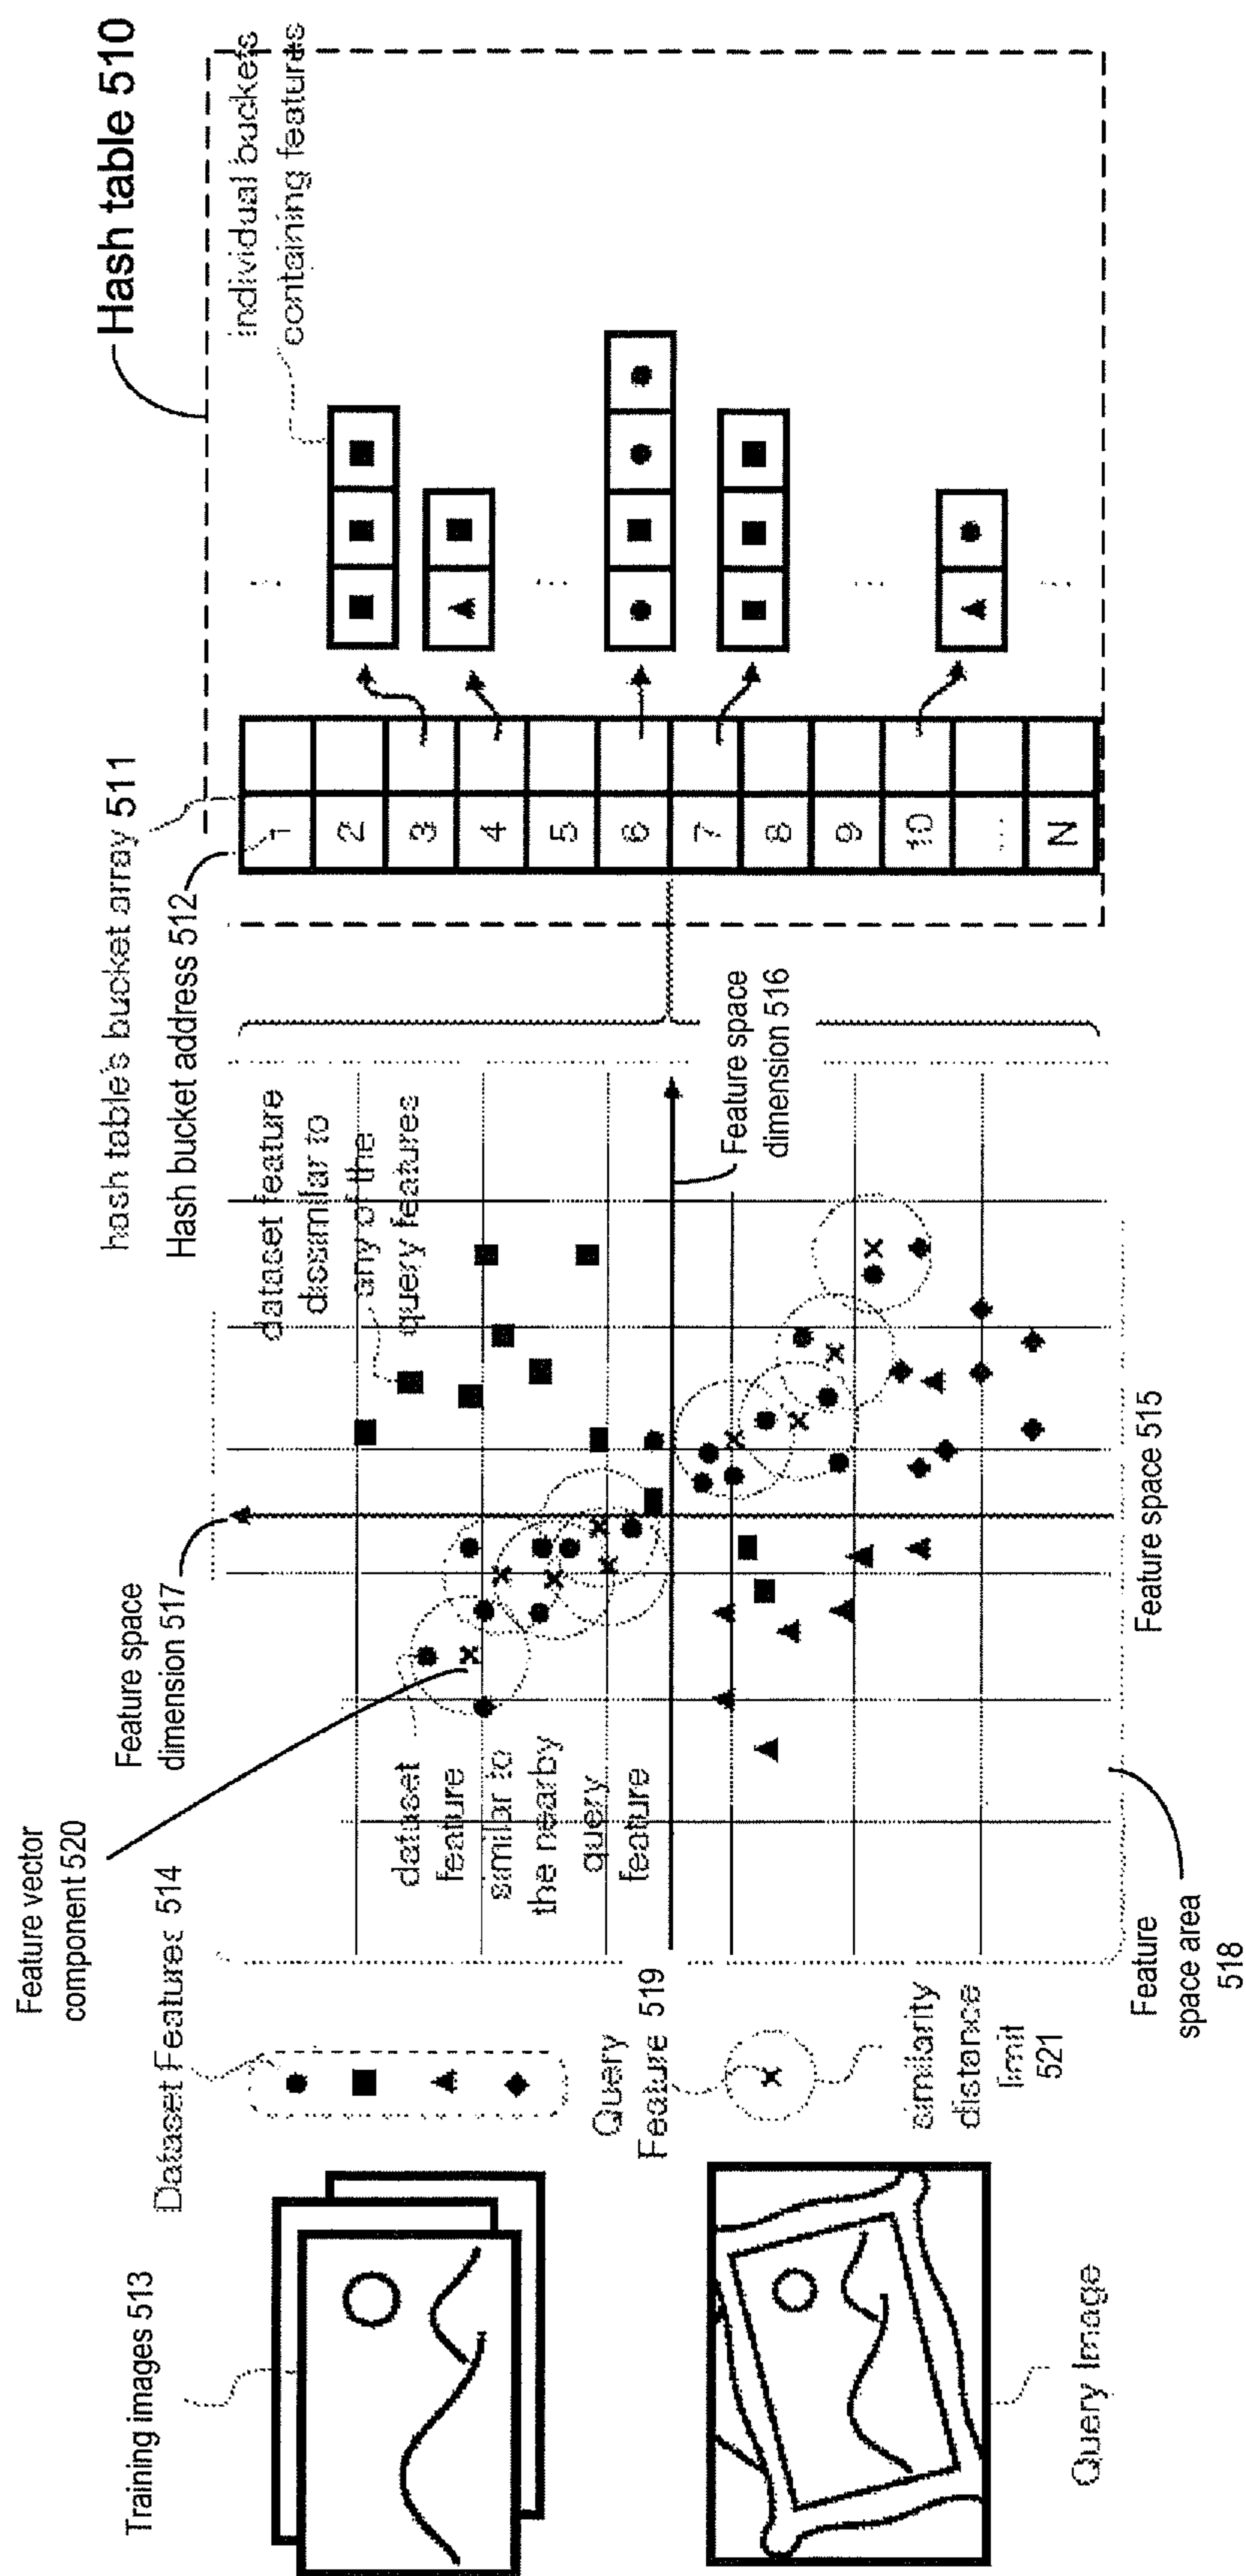 Hash table 510
individual buckets
containing features
hash table's bucket array 511
Hash bucket address 512
1
2
3
4
5
6
7
8
9
10
...
N
Feature space
dimension 516
dataset feature
dissimilar to
any of the
query features
Feature space
dimension 517
Feature vector
component 520
dataset
feature
similar to
the nearby
query
feature
Feature space 515
Feature
space area
518
Dataset Features 514
Query
Feature 519
similarity
distance
limit
521
Training images 513
Query Image